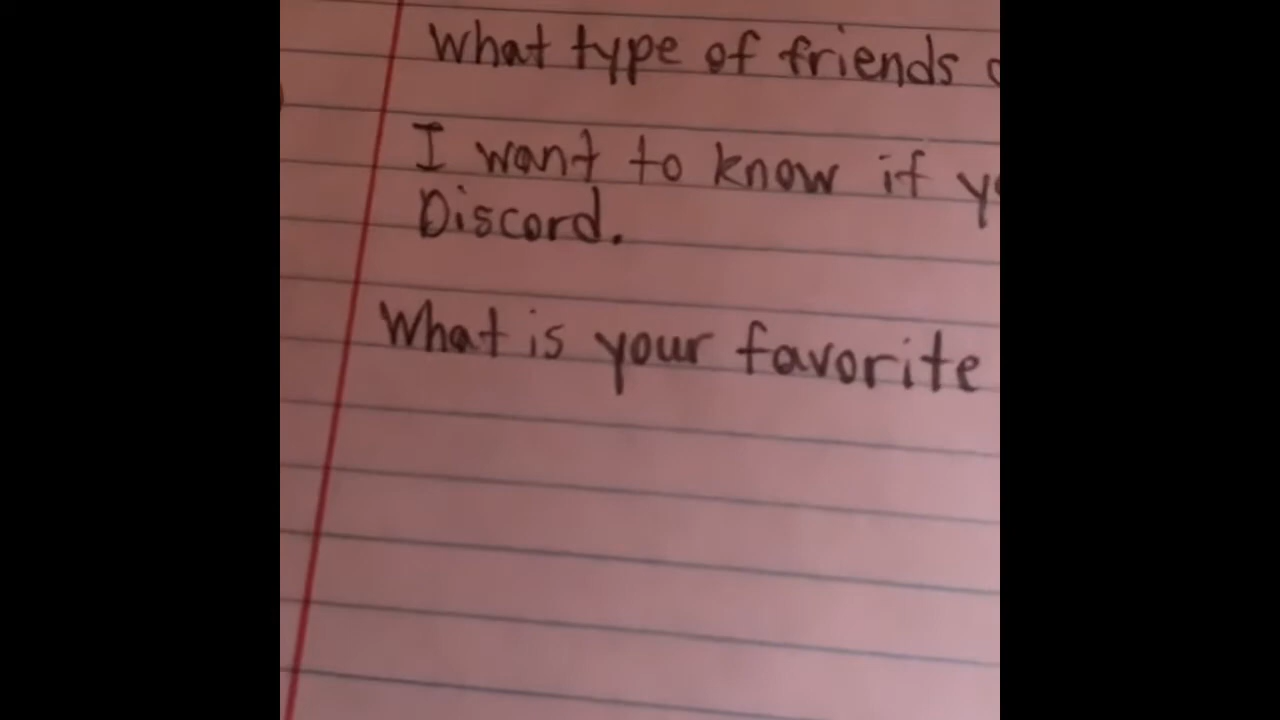 What type of friends
I want to know if
Discord.
What is your favorite